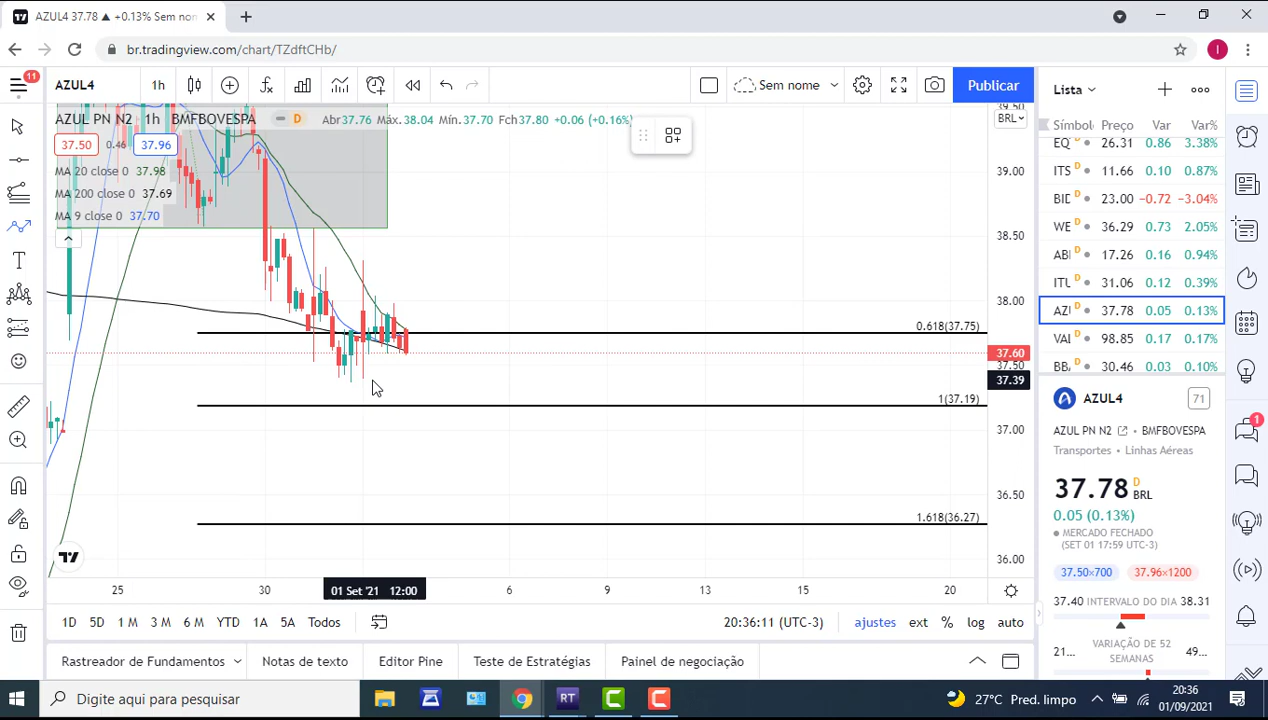 AZUL4 37.78 ▲ +0.13% Sem nom
br.tradingview.com/chart/TZdftCHb/
I
11
AZUL4
1h
Sem nome
Publicar
Lista
AZUL PN N2 1h BMFBOVESPA
D
Abr37.76 Máx.38.04 Mín.37.70 Fch37.80 +0.06 (+0.16%)
37.50 0.46 37.96
MA 20 close 0 37.98
MA 200 close 0 37.69
MA 9 close 0 37.70
39.50
BRL
39.00
38.50
38.00
37.60
37.50
37.39
37.00
36.50
36.00
0.618(37.75)
1(37.19)
1.618(36.27)
25 30 01 Set '21 12:00 6 9 13 15 20
1D 5D 1 M 3 M 6 M YTD 1A 5A Todos
20:36:11 (UTC-3) ajustes ext % log auto
Rastreador de Fundamentos Notas de texto Editor Pine Teste de Estratégias Painel de negociação
Símbol Preço Var Var%
EQ D 26.31 0.86 3.38%
ITS D 11.66 0.10 0.87%
BID D 23.00 −0.72 −3.04%
WE D 36.29 0.73 2.05%
ABI D 17.26 0.16 0.94%
ITL D 31.06 0.12 0.39%
AZI D 37.78 0.05 0.13%
VAI D 98.85 0.17 0.17%
BB D 30.46 0.03 0.10%
AZUL4 71
AZUL PN N2 • BMFBOVESPA
Transportes • Linhas Aéreas
37.78 D BRL
0.05 (0.13%)
MERCADO FECHADO
(SET 01 17:59 UTC-3)
37.50×700 37.96×1200
37.40 INTERVALO DO DIA 38.31
21... VARIAÇÃO DE 52 SEMANAS 49...
1
Digite aqui para pesquisar
RT
27°C Pred. limpo
20:36
01/09/2021